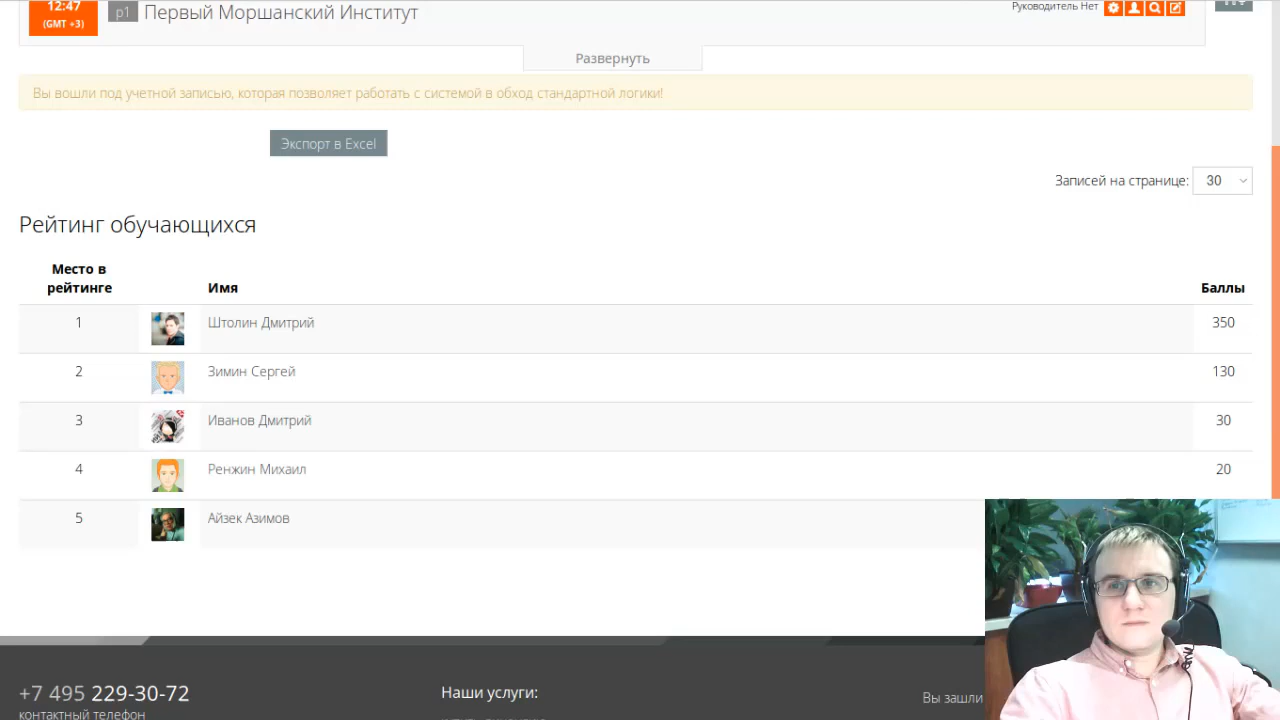 12:47
(GMT +3)
p1
Первый Моршанский Институт
Руководитель Нет
Развернуть
Вы вошли под учетной записью, которая позволяет работать с системой в обход стандартной логики!
Экспорт в Excel
Записей на странице: 30
Рейтинг обучающихся
Место в
рейтинге
Имя
Баллы
1 Штолин Дмитрий 350
2 Зимин Сергей 130
3 Иванов Дмитрий 30
4 Ренжин Михаил 20
5 Айзек Азимов
+7 495 229-30-72
контактный телефон
Наши услуги:
Вы зашли